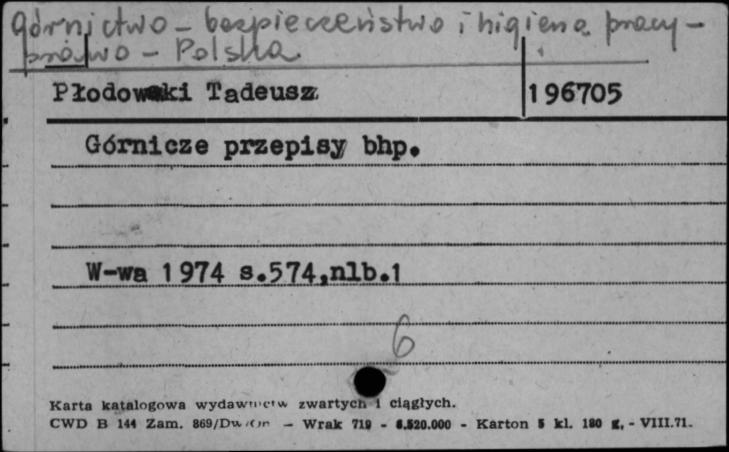 górnictwo – bezpieczeństwo i higiena pracy –
prawo – Polska
Płodowski Tadeusz 196705
Górnicze przepisy bhp.
W-wa 1974 s.574,nlb.1
6
Karta katalogowa wydawnictw zwartych i ciągłych.
CWD B 144 Zam. 869/Dw — Wrak 719 - 6.520.000 - Karton 5 kl. 180 g, - VIII.71.